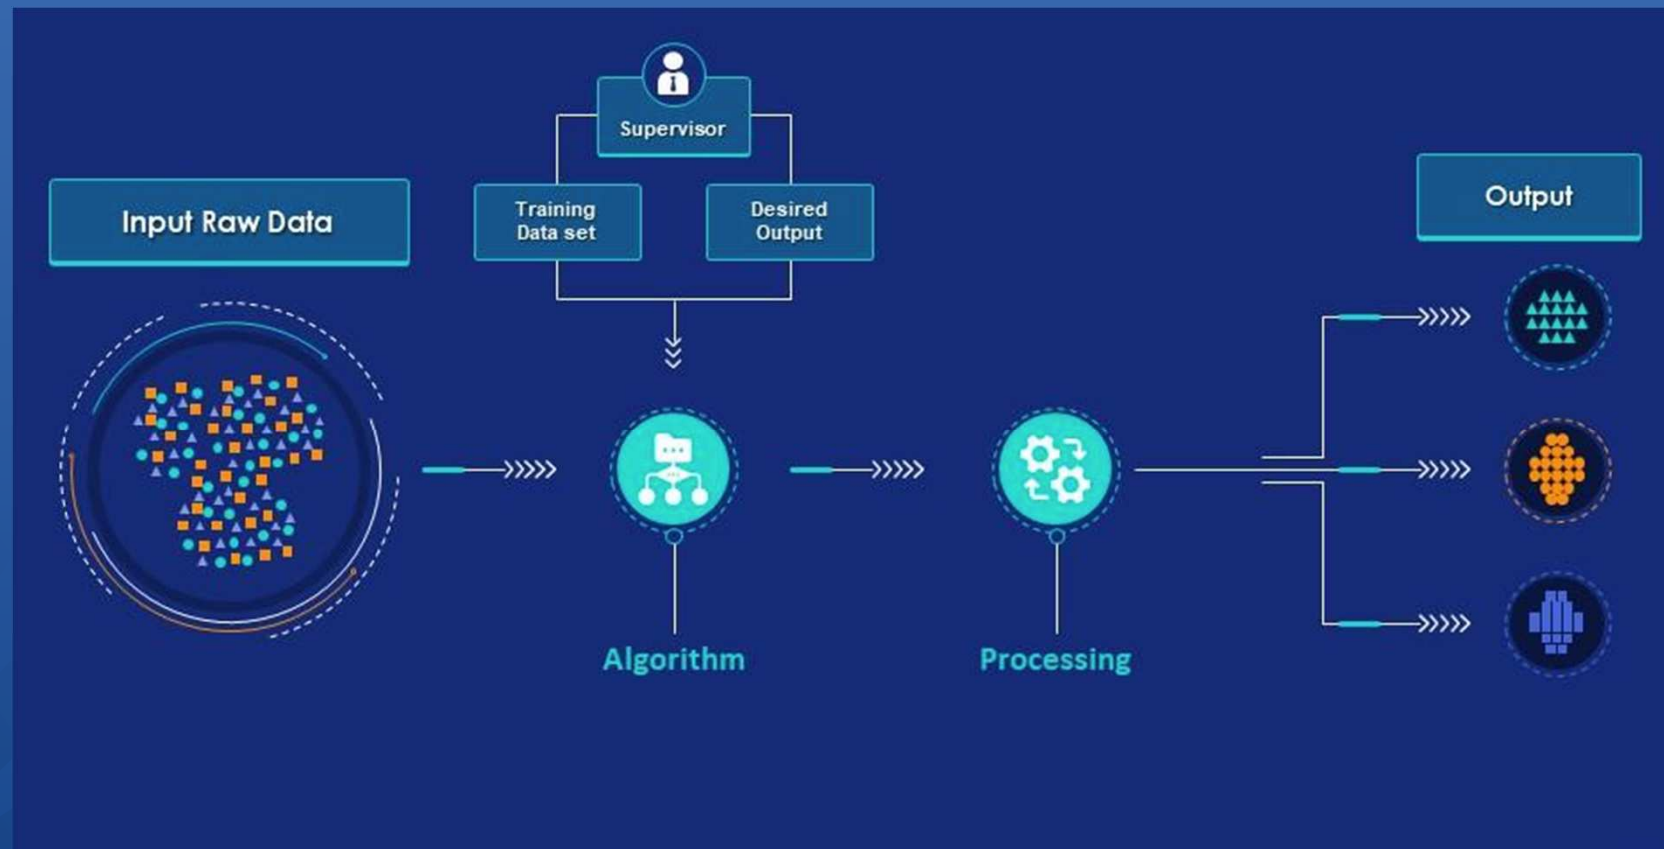 Supervisor
Input Raw Data
Training
Data set
Desired
Output
Output
Algorithm
Processing